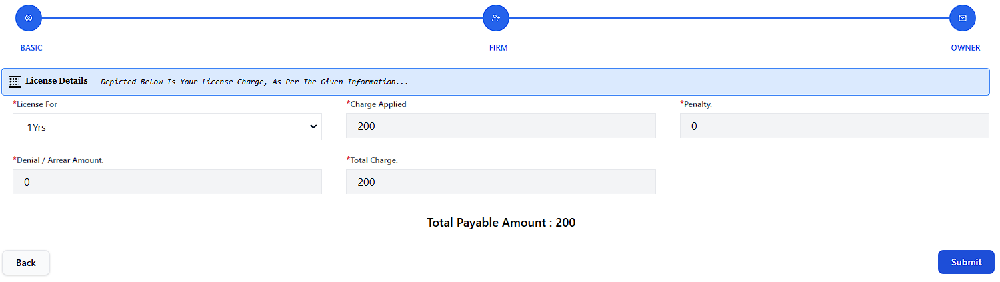 BASIC FIRM OWNER
License Details Depicted Below Is Your License Charge, As Per The Given Information...
*License For *Charge Applied *Penalty.
1Yrs 200 0
*Denial / Arrear Amount. *Total Charge.
0 200
Total Payable Amount : 200
Back Submit